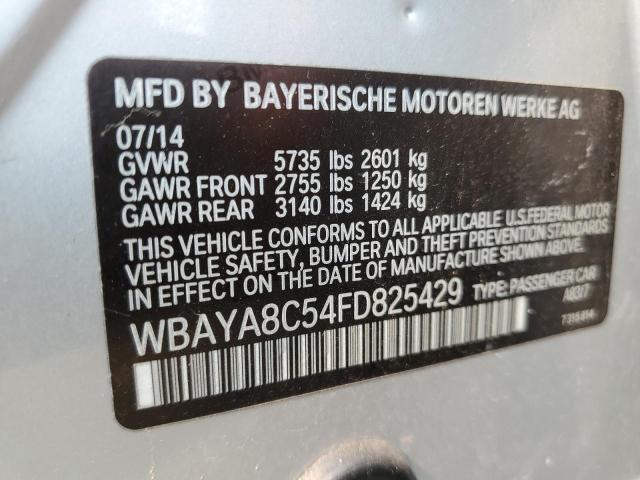 MFD BY BAYERISCHE MOTOREN WERKE AG
07/14
GVWR 5735 lbs 2601 kg
GAWR FRONT 2755 lbs 1250 kg
GAWR REAR 3140 lbs 1424 kg
THIS VEHICLE CONFORMS TO ALL APPLICABLE U.S.FEDERAL MOTOR
VEHICLE SAFETY, BUMPER AND THEFT PREVENTION STANDARDS
IN EFFECT ON THE DATE OF MANUFACTURE SHOWN ABOVE.
WBAYA8C54FD825429 TYPE: PASSENGER CAR
A83/7